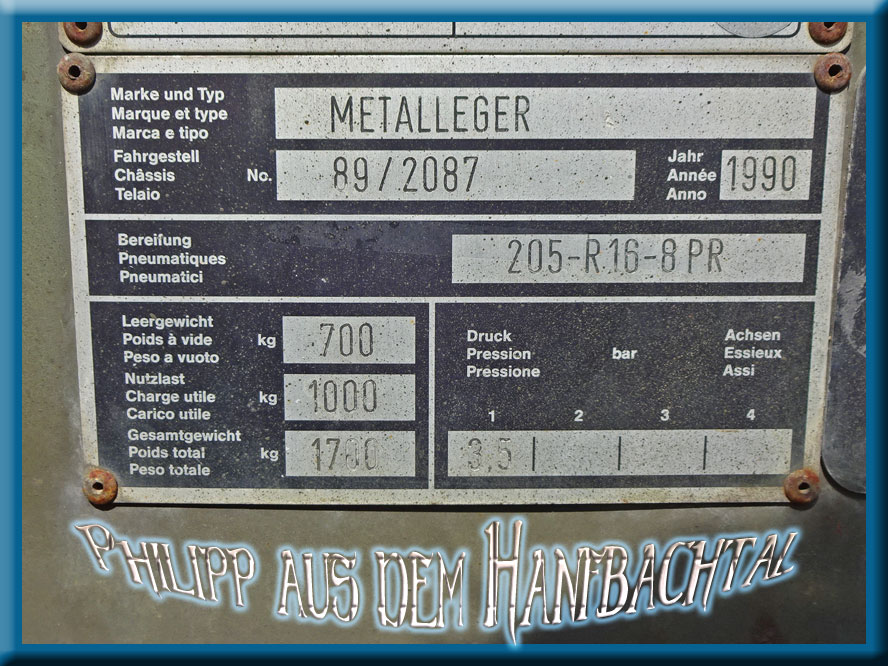 Marke und Typ
Marque et type
Marca e tipo
METALLEGER
Fahrgestell
Châssis No.
Telaio
89/2087
Jahr
Année
Anno
1990
Bereifung
Pneumatiques
Pneumatici
205-R.16-8PR
Leergewicht
Poids à vide kg
Peso a vuoto
700
Nutzlast
Charge utile kg
Carico utile
1000
Gesamtgewicht
Poids total kg
Peso totale
1700
Druck Achsen
Pression bar Essieux
Pressione Assi
1 2 3 4
3,5
PHILIPP AUS DEM HANFBACHTAL